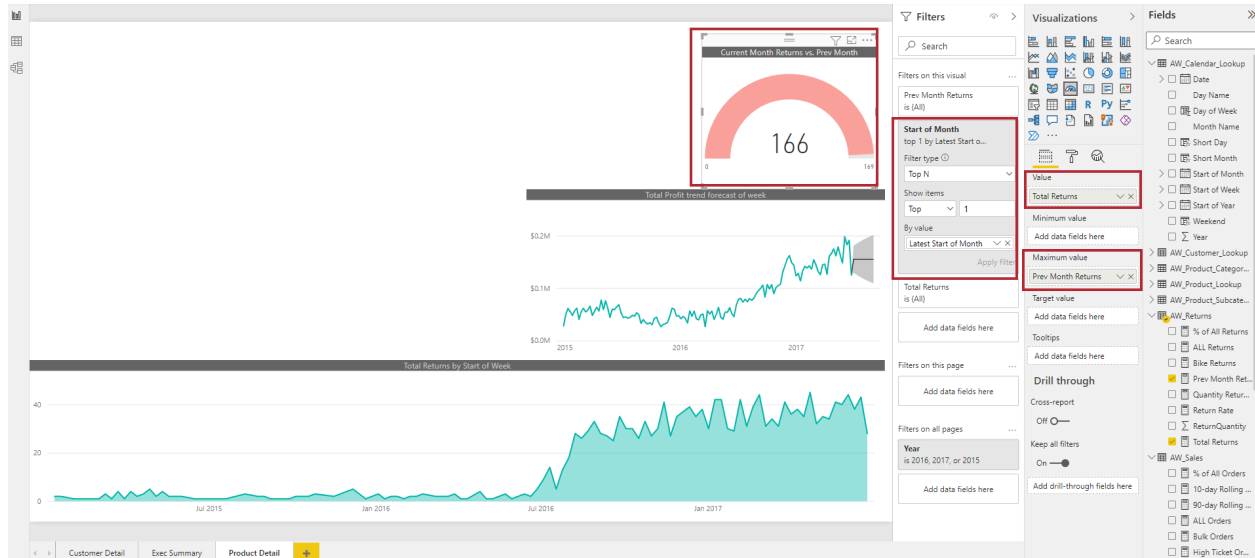 Current Month Returns vs. Prev Month
166
0
169
Total Profit trend forecast of week
$0.2M
$0.1M
$0.0M
2015
2016
2017
Total Returns by Start of Week
40
20
0
Jul 2015
Jan 2016
Jul 2016
Jan 2017
Customer Detail
Exec Summary
Product Detail
+
Filters
Search
Filters on this visual
...
Prev Month Returns
is (All)
Start of Month
top 1 by Latest Start o...
Filter type
Top N
Show items
Top
1
By value
Latest Start of Month
Apply filter
Total Returns
is (All)
Add data fields here
Filters on this page
...
Add data fields here
Filters on all pages
...
Year
is 2016, 2017, or 2015
Add data fields here
Visualizations
R
Py
...
Value
Total Returns
Minimum value
Add data fields here
Maximum value
Prev Month Returns
Target value
Add data fields here
Tooltips
Add data fields here
Drill through
Cross-report
Off
Keep all filters
On
Add drill-through fields here
Fields
Search
AW_Calendar_Lookup
Date
Day Name
Day of Week
Month Name
Short Day
Short Month
Start of Month
Start of Week
Start of Year
Weekend
Year
AW_Customer_Lookup
AW_Product_Categor...
AW_Product_Lookup
AW_Product_Subcate...
AW_Returns
% of All Returns
ALL Returns
Bike Returns
Prev Month Ret...
Quantity Retur...
Return Rate
ReturnQuantity
Total Returns
AW_Sales
% of All Orders
10-day Rolling ...
90-day Rolling ...
ALL Orders
Bulk Orders
High Ticket Or...